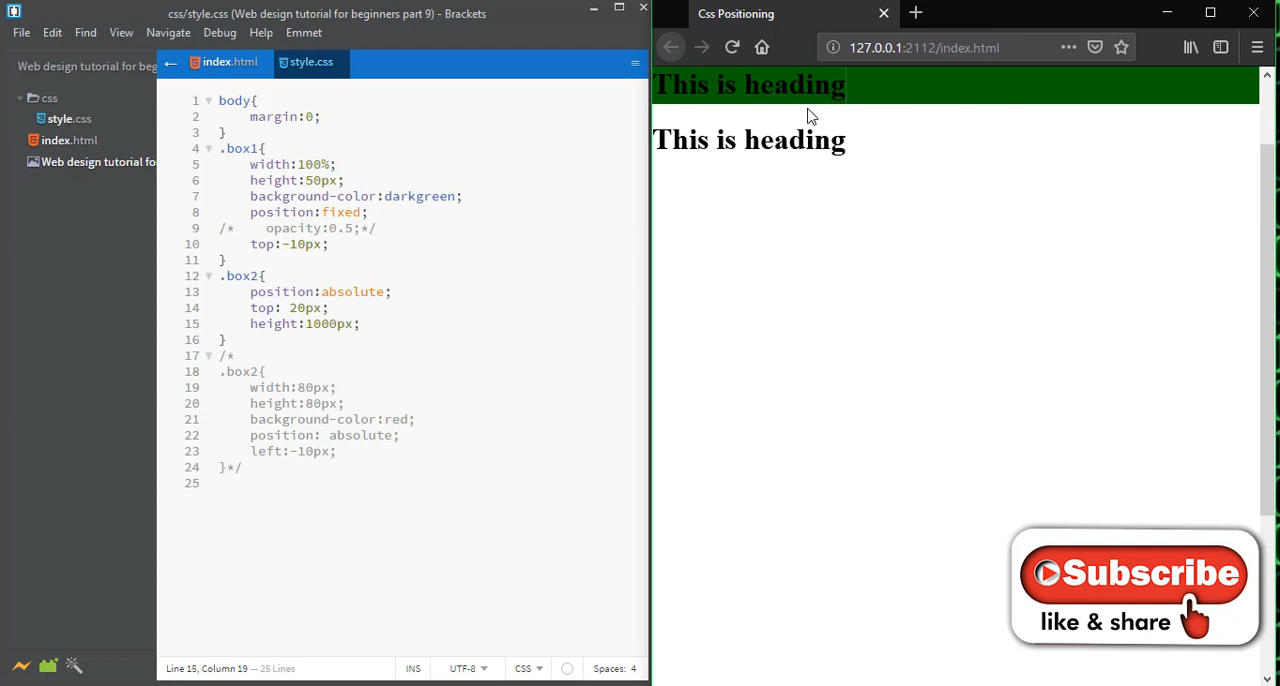 css/style.css (Web design tutorial for beginners part 9) - Brackets
File Edit Find View Navigate Debug Help Emmet
Web design tutorial for beg
css
style.css
index.html
Web design tutorial fo
index.html style.css
1 body{
2 margin:0;
3 }
4 .box1{
5 width:100%;
6 height:50px;
7 background-color:darkgreen;
8 position:fixed;
9 /* opacity:0.5;*/
10 top:-10px;
11 }
12 .box2{
13 position:absolute;
14 top: 20px;
15 height:1000px;
16 }
17 /*
18 .box2{
19 width:80px;
20 height:80px;
21 background-color:red;
22 position: absolute;
23 left:-10px;
24 }*/
25
Line 15, Column 19 — 25 Lines INS UTF-8 CSS Spaces: 4
Css Positioning
127.0.0.1:2112/index.html
This is heading
This is heading
Subscribe
like & share